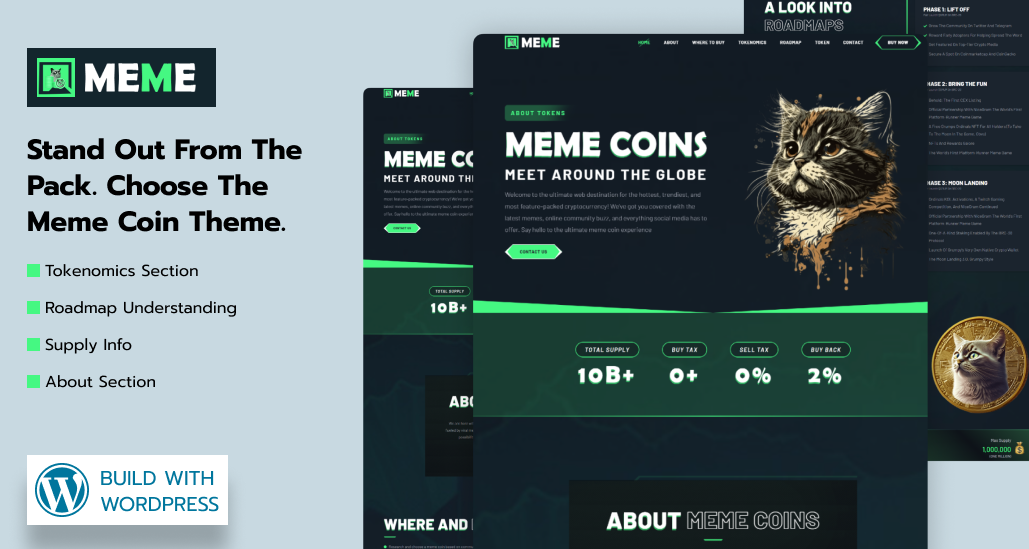 MEME
Stand Out From The
Pack. Choose The
Meme Coin Theme.
Tokenomics Section
Roadmap Understanding
Supply Info
About Section
BUILD WITH
WORDPRESS
MEME
ABOUT TOKENS
MEME CO
MEET AROUND THE
CONTACT US
TOTAL SUPPLY
10B+
ABO
WHERE AND
MEME
HOME
ABOUT
WHERE TO BUY
TOKENOMICS
ROADMAP
TOKEN
CONTACT
BUY NOW
ABOUT TOKENS
MEME COINS
MEET AROUND THE GLOBE
Welcome to the ultimate web destination for the hottest, trendiest, and
most feature-packed cryptocurrency! We've got you covered with the
latest memes, online community buzz, and everything social media has to
offer. Say hello to the ultimate meme coin experience
CONTACT US
TOTAL SUPPLY
10B+
BUY TAX
0+
SELL TAX
0%
BUY BACK
2%
ABOUT MEME COINS
A LOOK INTO
ROADMAPS
PHASE 1: LIFT OFF
PHASE 2: BRING THE FUN
PHASE 3: MOON LANDING
Max Supply
1,000,000